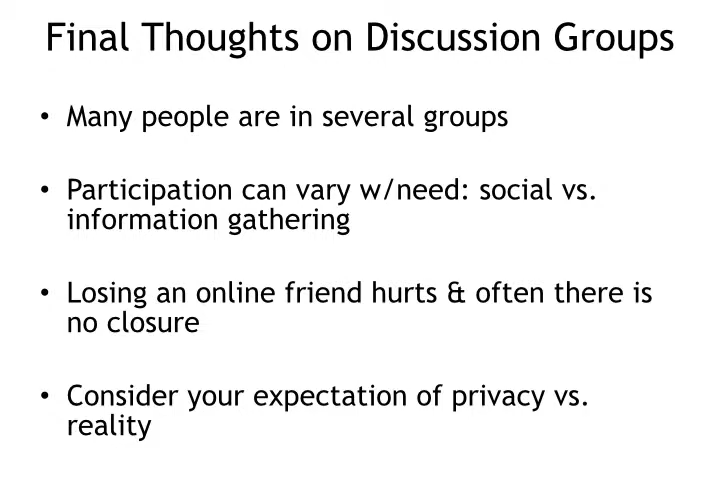 Final Thoughts on Discussion Groups
• Many people are in several groups
• Participation can vary w/need: social vs.
information gathering
• Losing an online friend hurts & often there is
no closure
• Consider your expectation of privacy vs.
reality